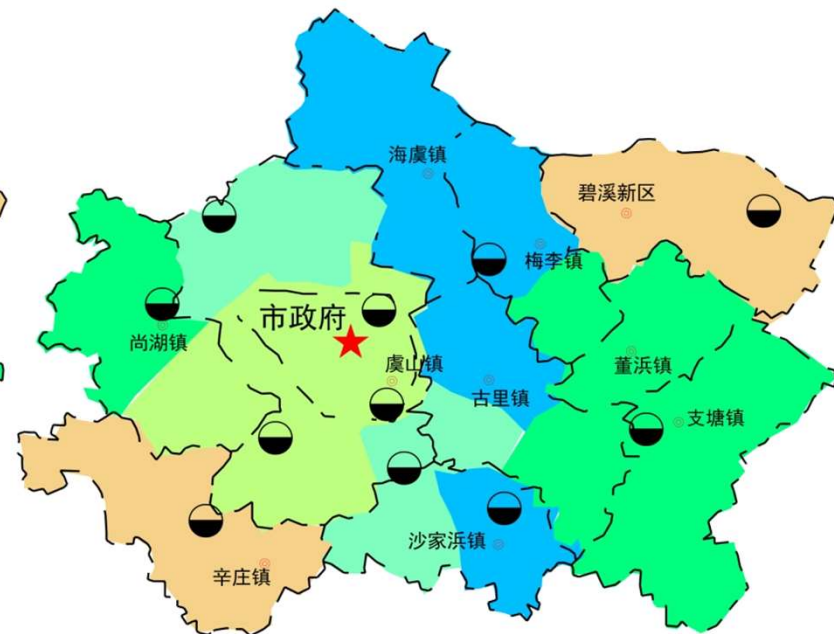 海虞镇
碧溪新区
梅李镇
市政府
尚湖镇
虞山镇
董浜镇
古里镇
支塘镇
沙家浜镇
辛庄镇